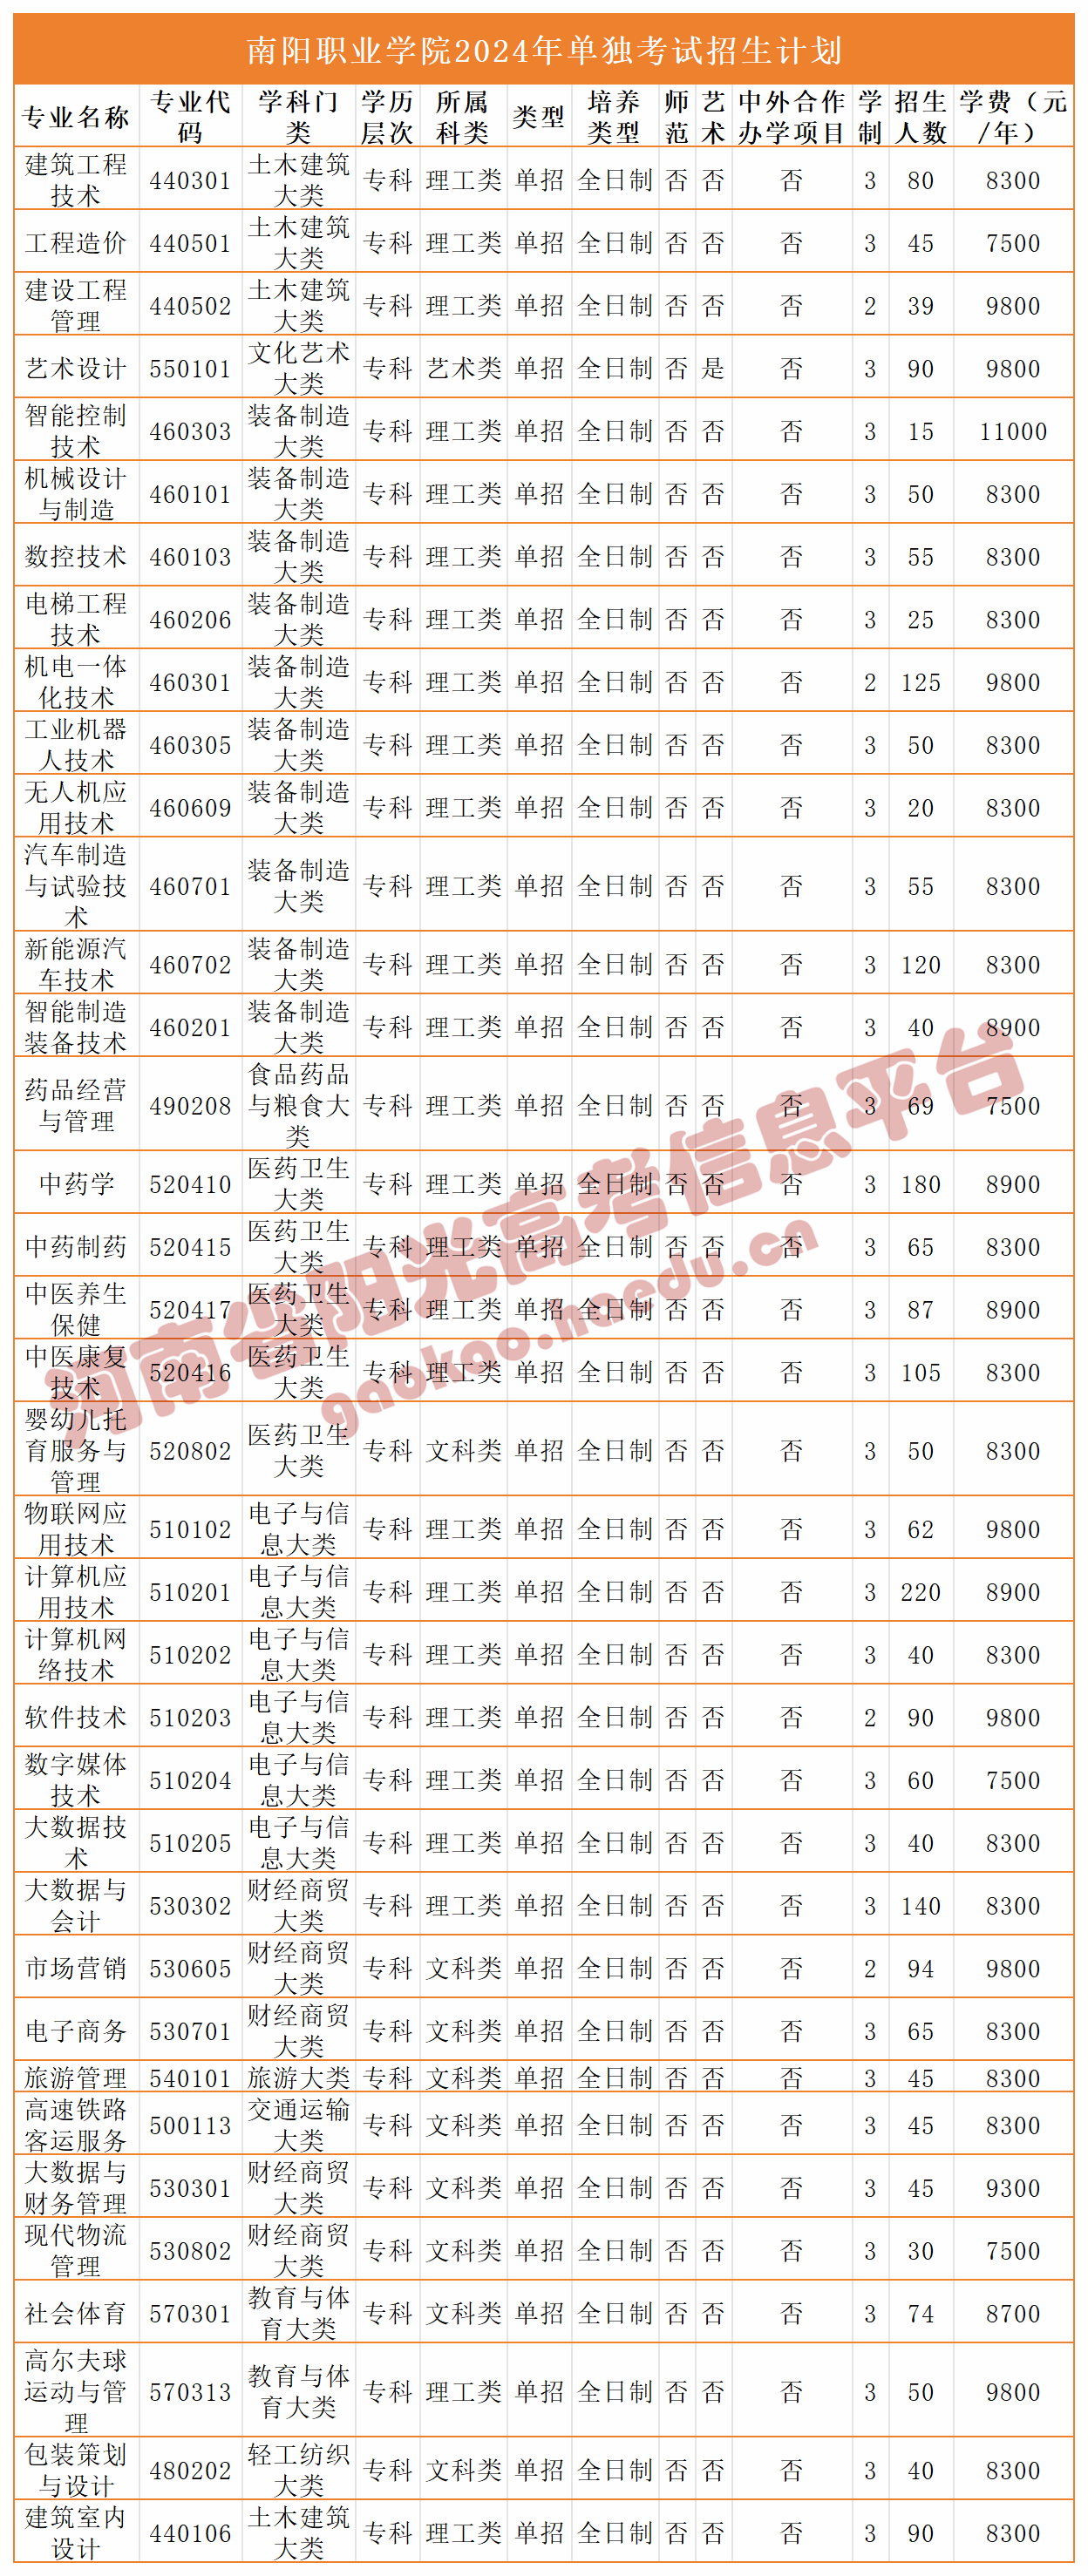 南阳职业学院2024年单独考试招生计划
专业名称 专业代码 学科门类 学历层次 所属科类 类型 培养类型 师范 艺术 中外合作办学项目 学制 招生人数 学费（元/年）
建筑工程技术 440301 土木建筑大类 专科 理工类 单招 全日制 否 否 否 3 80 8300
工程造价 440501 土木建筑大类 专科 理工类 单招 全日制 否 否 否 3 45 7500
建设工程管理 440502 土木建筑大类 专科 理工类 单招 全日制 否 否 否 2 39 9800
艺术设计 550101 文化艺术大类 专科 艺术类 单招 全日制 否 是 否 3 90 9800
智能控制技术 460303 装备制造大类 专科 理工类 单招 全日制 否 否 否 3 15 11000
机械设计与制造 460101 装备制造大类 专科 理工类 单招 全日制 否 否 否 3 50 8300
数控技术 460103 装备制造大类 专科 理工类 单招 全日制 否 否 否 3 55 8300
电梯工程技术 460206 装备制造大类 专科 理工类 单招 全日制 否 否 否 3 25 8300
机电一体化技术 460301 装备制造大类 专科 理工类 单招 全日制 否 否 否 2 125 9800
工业机器人技术 460305 装备制造大类 专科 理工类 单招 全日制 否 否 否 3 50 8300
无人机应用技术 460609 装备制造大类 专科 理工类 单招 全日制 否 否 否 3 20 8300
汽车制造与试验技术 460701 装备制造大类 专科 理工类 单招 全日制 否 否 否 3 55 8300
新能源汽车技术 460702 装备制造大类 专科 理工类 单招 全日制 否 否 否 3 120 8300
智能制造装备技术 460201 装备制造大类 专科 理工类 单招 全日制 否 否 否 3 40 8900
药品经营与管理 490208 食品药品与粮食大类 专科 理工类 单招 全日制 否 否 否 3 69 7500
中药学 520410 医药卫生大类 专科 理工类 单招 全日制 否 否 否 3 180 8900
中药制药 520415 医药卫生大类 专科 理工类 单招 全日制 否 否 否 3 65 8300
中医养生保健 520417 医药卫生大类 专科 理工类 单招 全日制 否 否 否 3 87 8900
中医康复技术 520416 医药卫生大类 专科 理工类 单招 全日制 否 否 否 3 105 8300
婴幼儿托育服务与管理 520802 医药卫生大类 专科 文科类 单招 全日制 否 否 否 3 50 8300
物联网应用技术 510102 电子与信息大类 专科 理工类 单招 全日制 否 否 否 3 62 9800
计算机应用技术 510201 电子与信息大类 专科 理工类 单招 全日制 否 否 否 3 220 8900
计算机网络技术 510202 电子与信息大类 专科 理工类 单招 全日制 否 否 否 3 40 8300
软件技术 510203 电子与信息大类 专科 理工类 单招 全日制 否 否 否 2 90 9800
数字媒体技术 510204 电子与信息大类 专科 理工类 单招 全日制 否 否 否 3 60 7500
大数据技术 510205 电子与信息大类 专科 理工类 单招 全日制 否 否 否 3 40 8300
大数据与会计 530302 财经商贸大类 专科 理工类 单招 全日制 否 否 否 3 140 8300
市场营销 530605 财经商贸大类 专科 文科类 单招 全日制 否 否 否 2 94 9800
电子商务 530701 财经商贸大类 专科 文科类 单招 全日制 否 否 否 3 65 8300
旅游管理 540101 旅游大类 专科 文科类 单招 全日制 否 否 否 3 45 8300
高速铁路客运服务 500113 交通运输大类 专科 文科类 单招 全日制 否 否 否 3 45 8300
大数据与财务管理 530301 财经商贸大类 专科 文科类 单招 全日制 否 否 否 3 45 9300
现代物流管理 530802 财经商贸大类 专科 文科类 单招 全日制 否 否 否 3 30 7500
社会体育 570301 教育与体育大类 专科 文科类 单招 全日制 否 否 否 3 74 8700
高尔夫球运动与管理 570313 教育与体育大类 专科 理工类 单招 全日制 否 否 否 3 50 9800
包装策划与设计 480202 轻工纺织大类 专科 文科类 单招 全日制 否 否 否 3 40 8300
建筑室内设计 440106 土木建筑大类 专科 理工类 单招 全日制 否 否 否 3 90 8300
河南省阳光高考信息平台
gaokao.haedu.cn